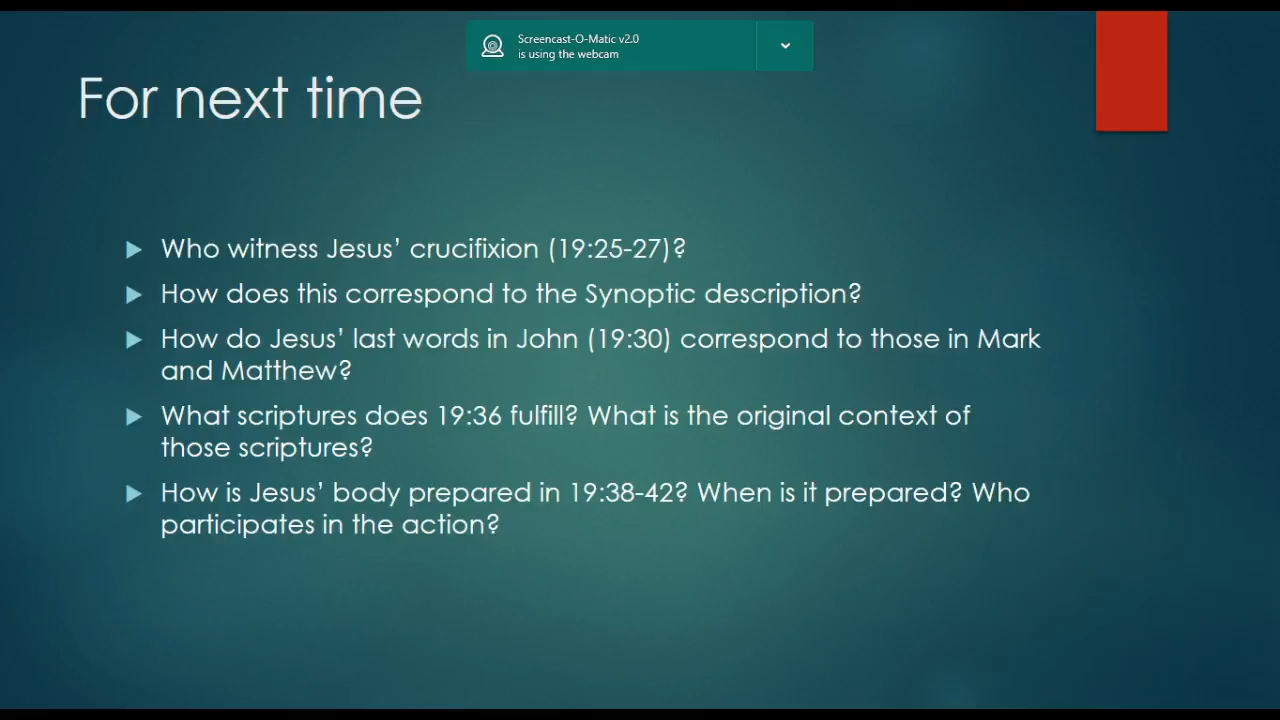 Screencast-O-Matic v2.0
is using the webcam
For next time
Who witness Jesus’ crucifixion (19:25-27)?
How does this correspond to the Synoptic description?
How do Jesus’ last words in John (19:30) correspond to those in Mark
and Matthew?
What scriptures does 19:36 fulfill? What is the original context of
those scriptures?
How is Jesus’ body prepared in 19:38-42? When is it prepared? Who
participates in the action?